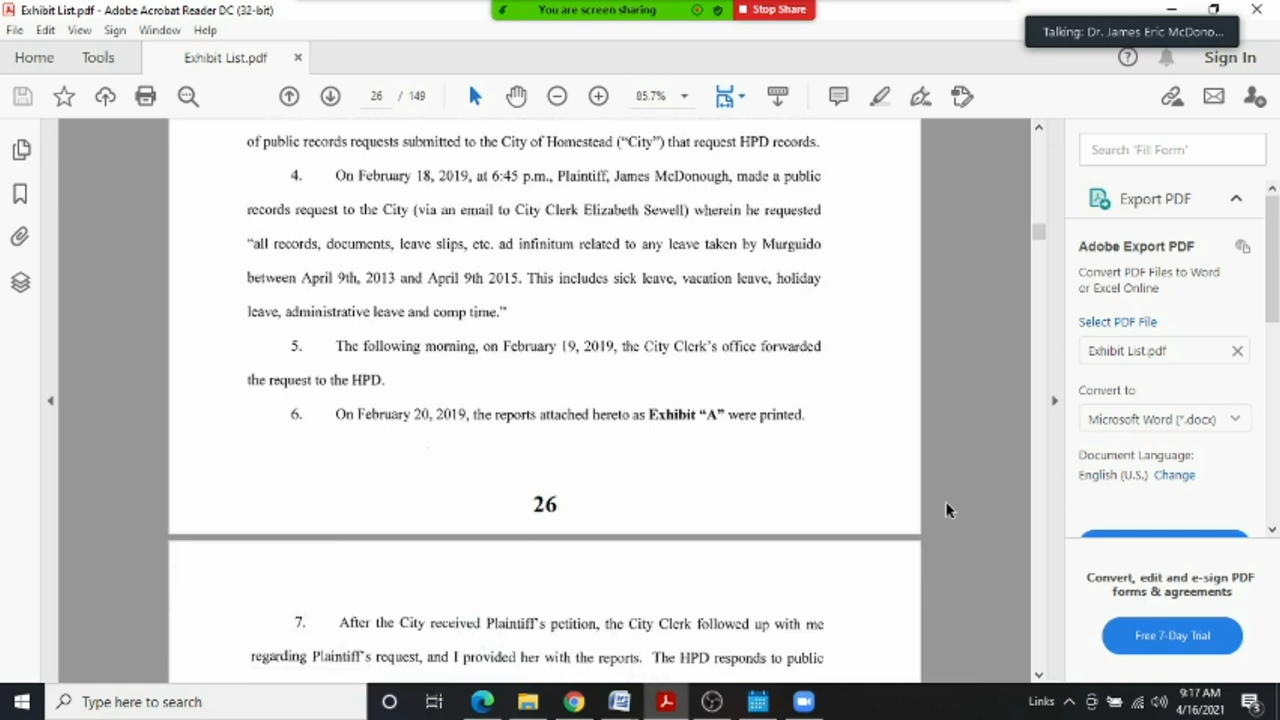 Exhibit List.pdf - Adobe Acrobat Reader DC (32-bit)
You are screen sharing
Stop Share
Talking: Dr. James Eric McDono...
File Edit View Sign Window Help
Home Tools Exhibit List.pdf
Sign In
26 / 149
85.7%
of public records requests submitted to the City of Homestead (“City”) that request HPD records.
4. On February 18, 2019, at 6:45 p.m., Plaintiff, James McDonough, made a public
records request to the City (via an email to City Clerk Elizabeth Sewell) wherein he requested
“all records, documents, leave slips, etc. ad infinitum related to any leave taken by Murguido
between April 9th, 2013 and April 9th 2015. This includes sick leave, vacation leave, holiday
leave, administrative leave and comp time.”
5. The following morning, on February 19, 2019, the City Clerk’s office forwarded
the request to the HPD.
6. On February 20, 2019, the reports attached hereto as Exhibit “A” were printed.
26
7. After the City received Plaintiff’s petition, the City Clerk followed up with me
regarding Plaintiff’s request, and I provided her with the reports. The HPD responds to public
Search 'Fill Form'
Export PDF
Adobe Export PDF
Convert PDF Files to Word
or Excel Online
Select PDF File
Exhibit List.pdf
Convert to
Microsoft Word (*.docx)
Document Language:
English (U.S.) Change
Convert, edit and e-sign PDF
forms & agreements
Free 7-Day Trial
Type here to search
Links
9:17 AM
4/16/2021
3